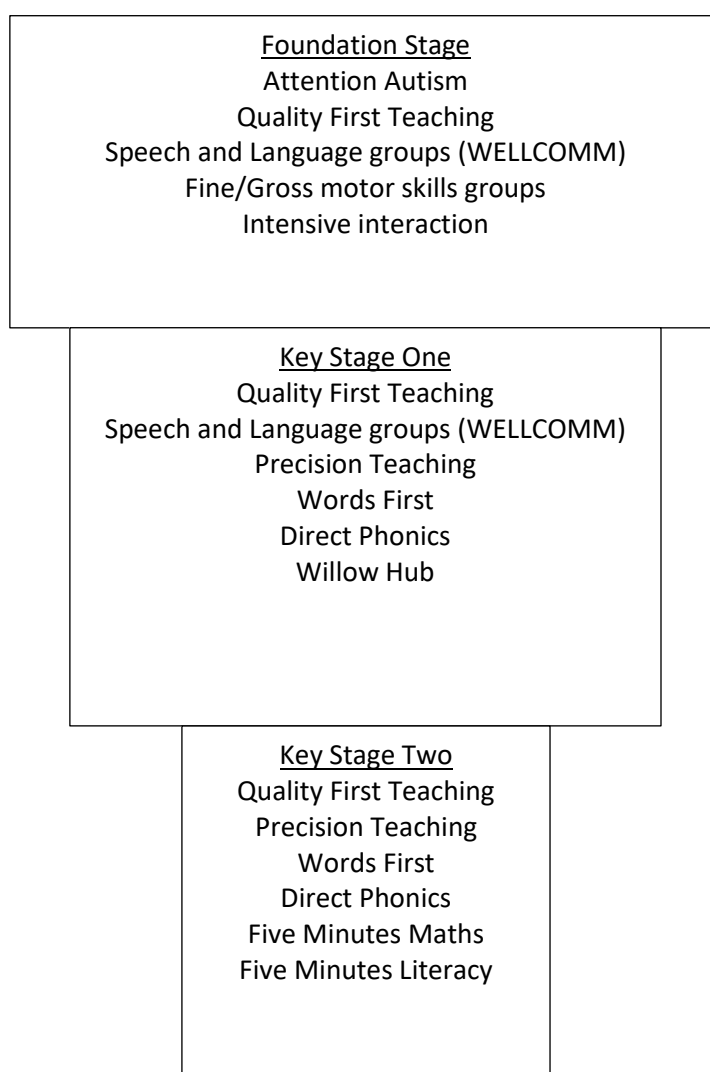 Foundation Stage
Attention Autism
Quality First Teaching
Speech and Language groups (WELLCOMM)
Fine/Gross motor skills groups
Intensive interaction
Key Stage One
Quality First Teaching
Speech and Language groups (WELLCOMM)
Precision Teaching
Words First
Direct Phonics
Willow Hub
Key Stage Two
Quality First Teaching
Precision Teaching
Words First
Direct Phonics
Five Minutes Maths
Five Minutes Literacy